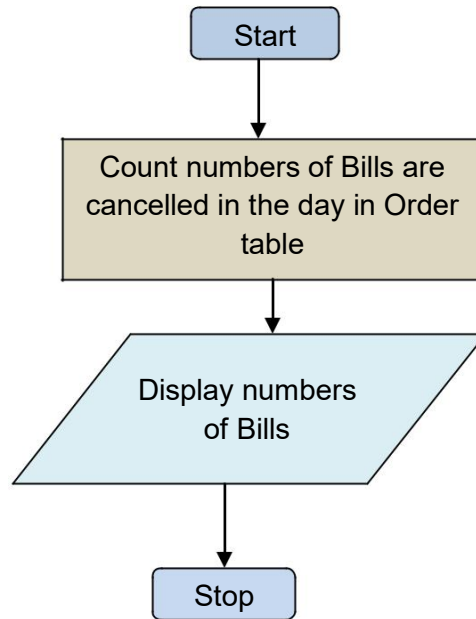 Start
Count numbers of Bills are
cancelled in the day in Order
table
Display numbers
of Bills
Stop